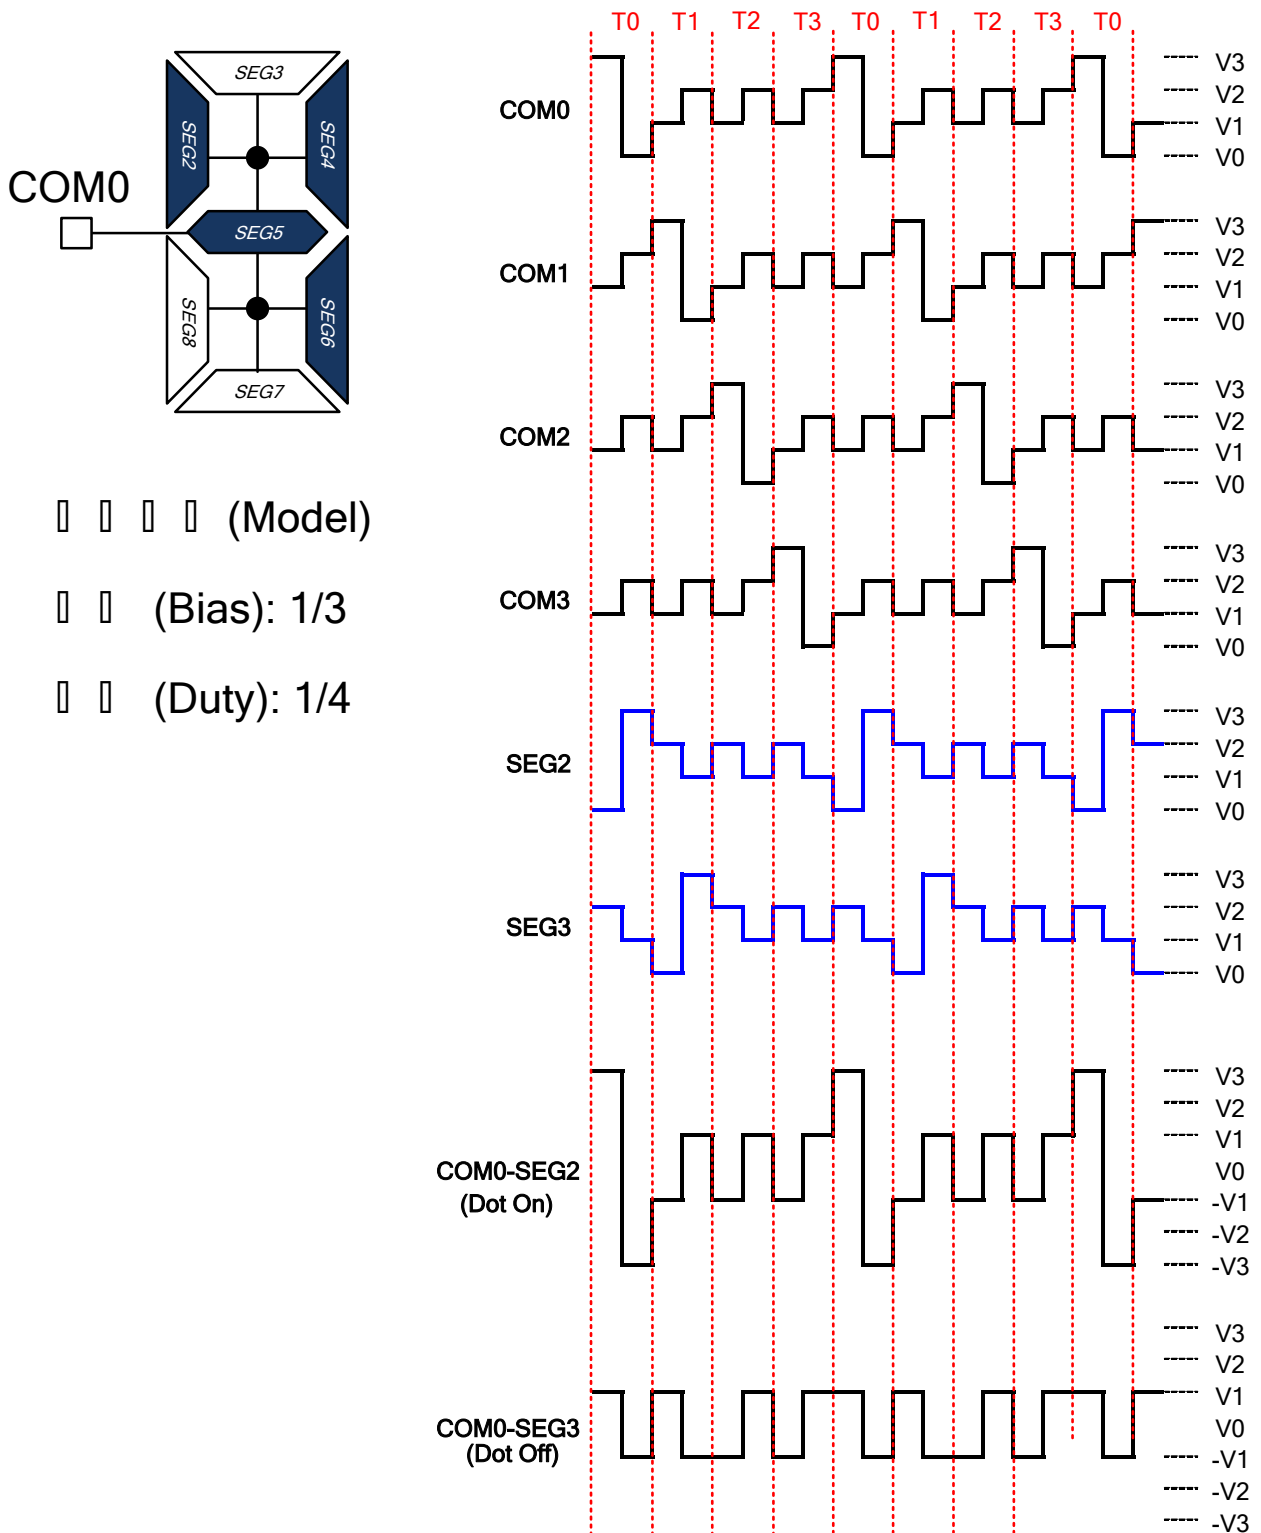 T0 T1 T2 T3 T0 T1 T2 T3 T0
SEG3
SEG2
SEG4
COM0
SEG5
SEG8
SEG6
SEG7
(Model)
(Bias): 1/3
(Duty): 1/4
COM0
V3
V2
V1
V0
COM1
V3
V2
V1
V0
COM2
V3
V2
V1
V0
COM3
V3
V2
V1
V0
SEG2
V3
V2
V1
V0
SEG3
V3
V2
V1
V0
COM0-SEG2
(Dot On)
V3
V2
V1
V0
-V1
-V2
-V3
COM0-SEG3
(Dot Off)
V3
V2
V1
V0
-V1
-V2
-V3